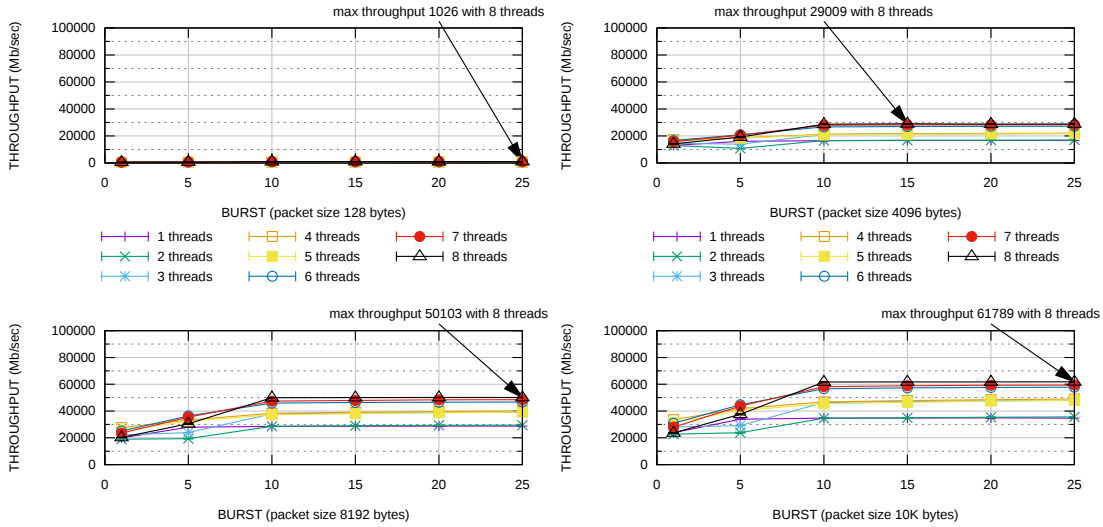 max throughput 1026 with 8 threads
THROUGHPUT (Mb/sec)
100000
80000
60000
40000
20000
0
0 5 10 15 20 25
BURST (packet size 128 bytes)
1 threads 4 threads 7 threads
2 threads 5 threads 8 threads
3 threads 6 threads
max throughput 29009 with 8 threads
THROUGHPUT (Mb/sec)
100000
80000
60000
40000
20000
0
0 5 10 15 20 25
BURST (packet size 4096 bytes)
1 threads 4 threads 7 threads
2 threads 5 threads 8 threads
3 threads 6 threads
max throughput 50103 with 8 threads
THROUGHPUT (Mb/sec)
100000
80000
60000
40000
20000
0
0 5 10 15 20 25
BURST (packet size 8192 bytes)
max throughput 61789 with 8 threads
THROUGHPUT (Mb/sec)
100000
80000
60000
40000
20000
0
0 5 10 15 20 25
BURST (packet size 10K bytes)